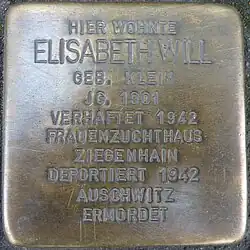 HIER WOHNTE
ELISABETH WILL
GEB. KLEIN
JG. 1901
VERHAFTET 1942
FRAUENZUCHTHAUS
ZIEGENHAIN
DEPORTIERT 1942
AUSCHWITZ
ERMORDET